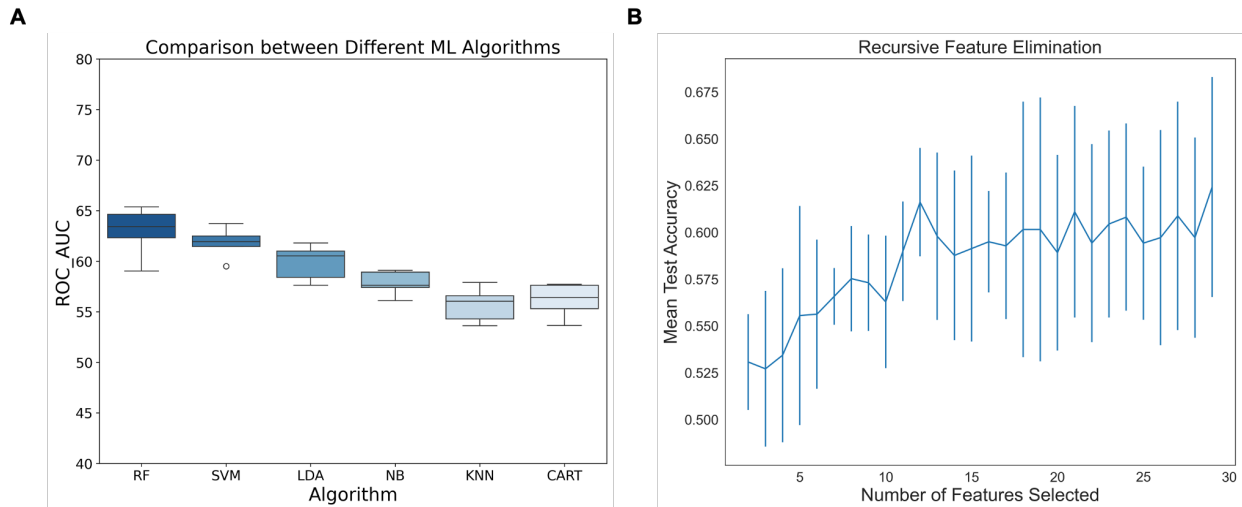 A
Comparison between Different ML Algorithms
80
75
70
65
60
55
50
45
40
ROC_AUC
RF SVM LDA NB KNN CART
Algorithm
B
Recursive Feature Elimination
0.675
0.650
0.625
0.600
0.575
0.550
0.525
0.500
Mean Test Accuracy
5 10 15 20 25 30
Number of Features Selected